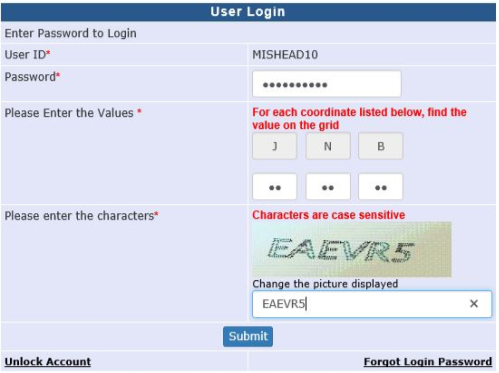 User Login
Enter Password to Login
User ID* MISHEAD10
Password* ••••••••••
Please Enter the Values * For each coordinate listed below, find the
value on the grid
J N B
•• •• ••
Please enter the characters* Characters are case sensitive
EAEVR5
Change the picture displayed
EAEVR5 ×
Submit
Unlock Account Forgot Login Password